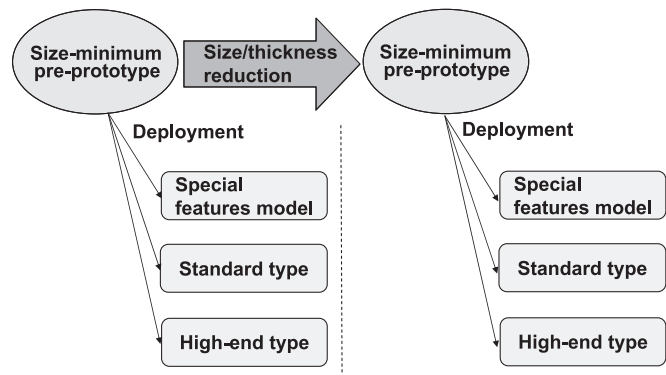 Size-minimum
pre-prototype
Size/thickness
reduction
Size-minimum
pre-prototype
Deployment
Special
features model
Standard type
High-end type
Deployment
Special
features model
Standard type
High-end type